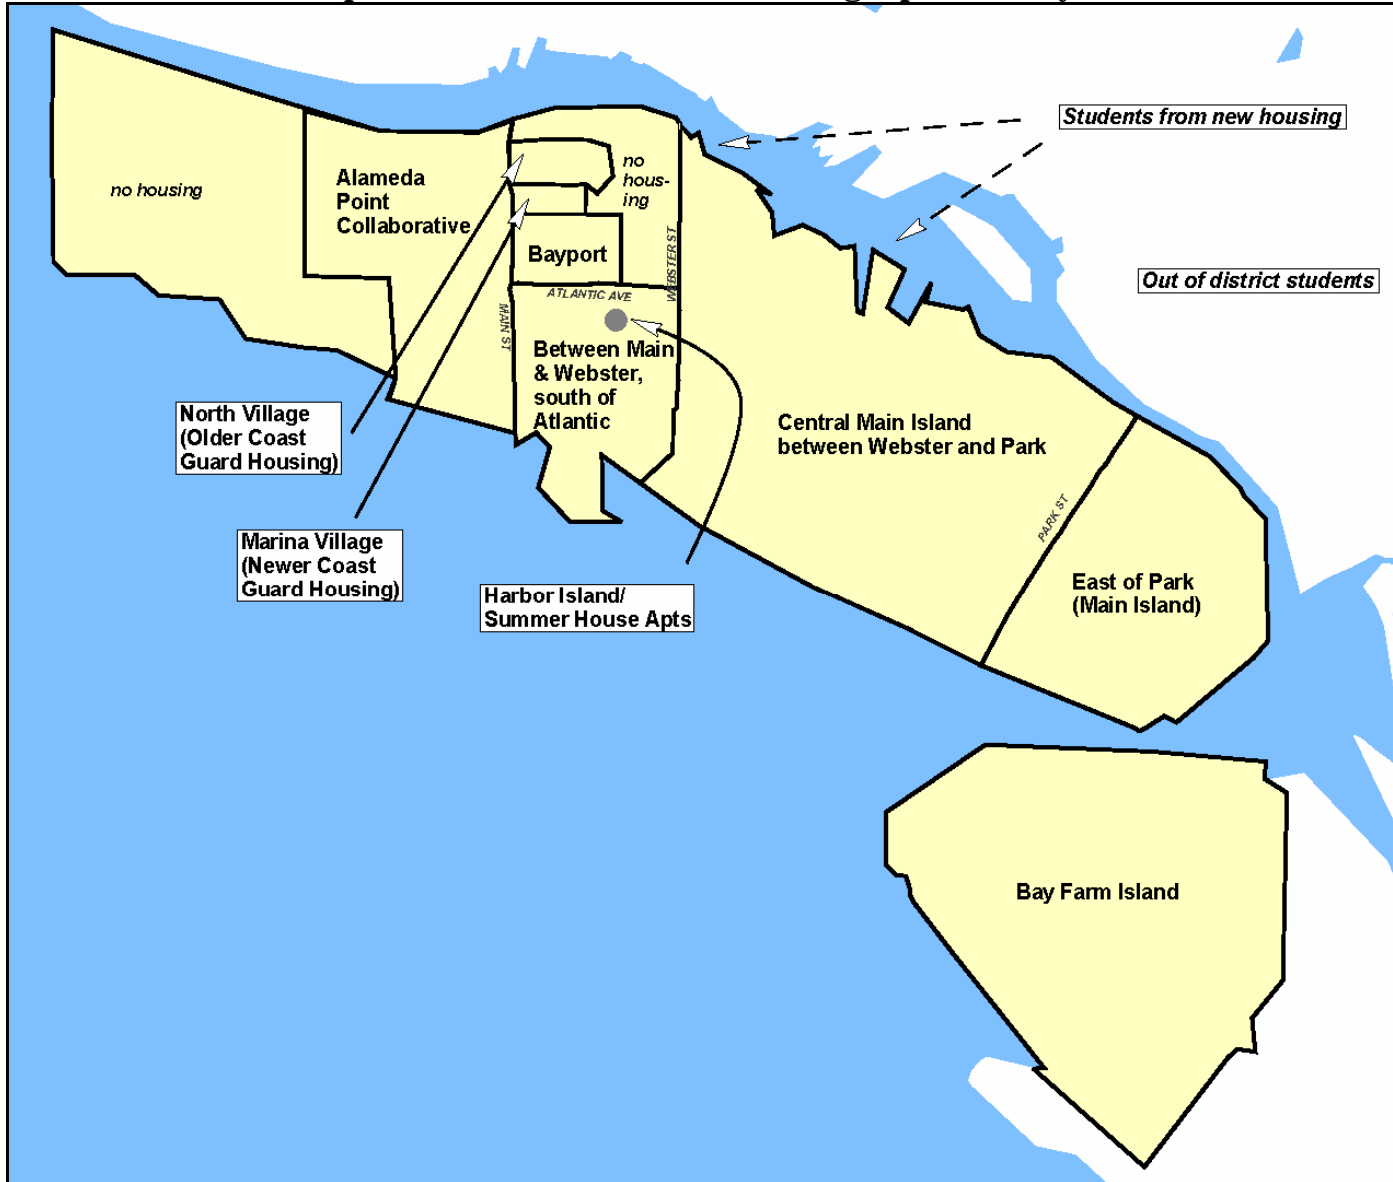 Students from new housing
no housing
Alameda
Point
Collaborative
no
hous-
ing
WEBSTER ST
Bayport
Out of district students
ATLANTIC AVE
MAIN ST
Between Main
& Webster,
south of
Atlantic
North Village
(Older Coast
Guard Housing)
Central Main Island
between Webster and Park
PARK ST
Marina Village
(Newer Coast
Guard Housing)
Harbor Island/
Summer House Apts
East of Park
(Main Island)
Bay Farm Island